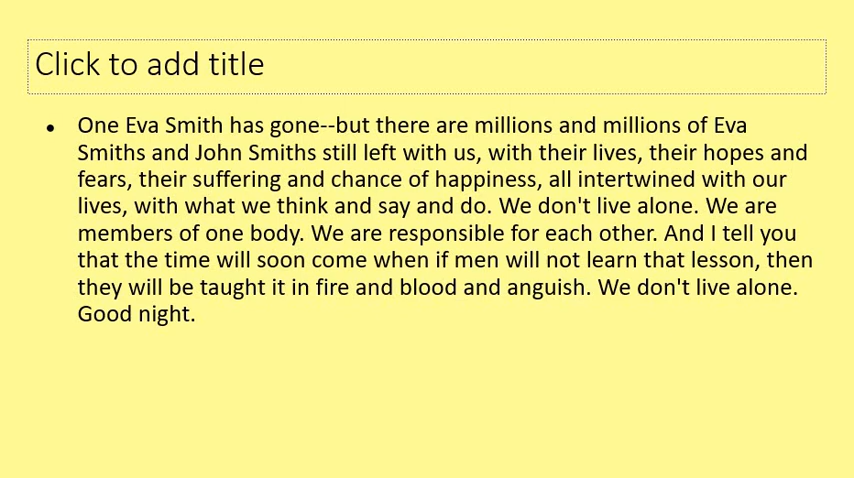 Click to add title
• One Eva Smith has gone--but there are millions and millions of Eva
Smiths and John Smiths still left with us, with their lives, their hopes and
fears, their suffering and chance of happiness, all intertwined with our
lives, with what we think and say and do. We don't live alone. We are
members of one body. We are responsible for each other. And I tell you
that the time will soon come when if men will not learn that lesson, then
they will be taught it in fire and blood and anguish. We don't live alone.
Good night.